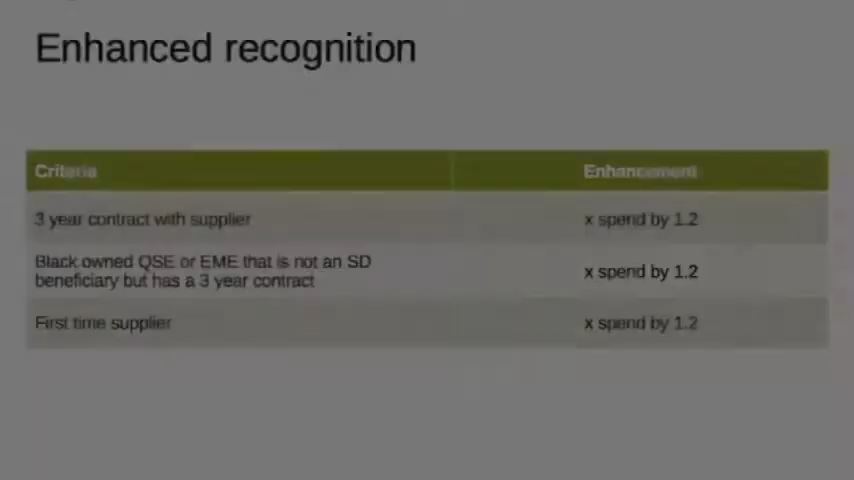 Enhanced recognition
Criteria Enhancement
3 year contract with supplier x spend by 1.2
Black owned QSE or EME that is not an SD
beneficiary but has a 3 year contract x spend by 1.2
First time supplier x spend by 1.2